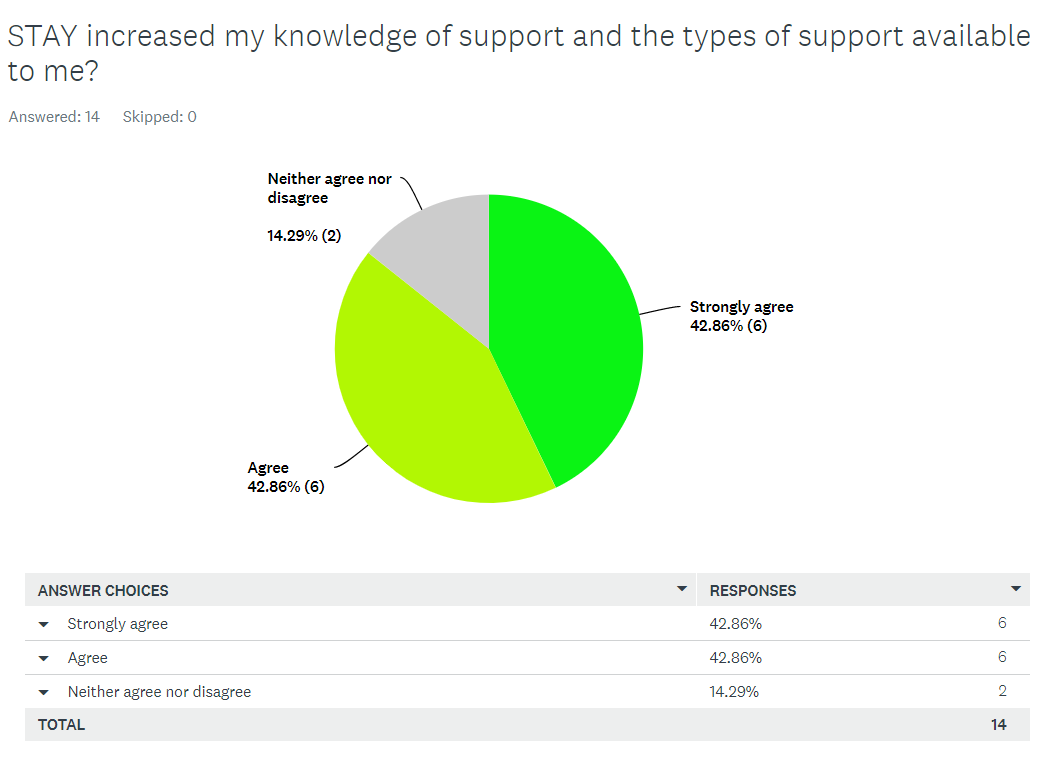 STAY increased my knowledge of support and the types of support available
to me?
Answered: 14 Skipped: 0
Neither agree nor
disagree
14.29% (2)
Strongly agree
42.86% (6)
Agree
42.86% (6)
ANSWER CHOICES RESPONSES
Strongly agree 42.86% 6
Agree 42.86% 6
Neither agree nor disagree 14.29% 2
TOTAL 14